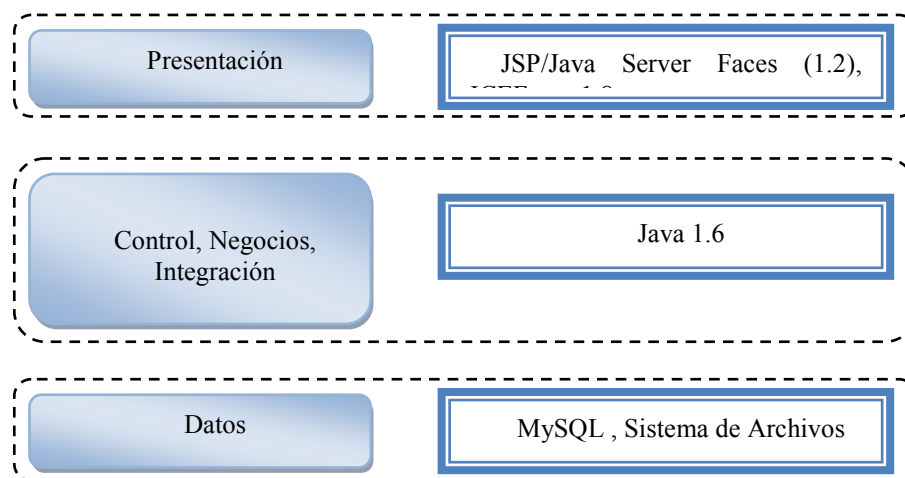 Presentación
JSP/Java Server Faces (1.2),
Control, Negocios,
Integración
Java 1.6
Datos
MySQL , Sistema de Archivos